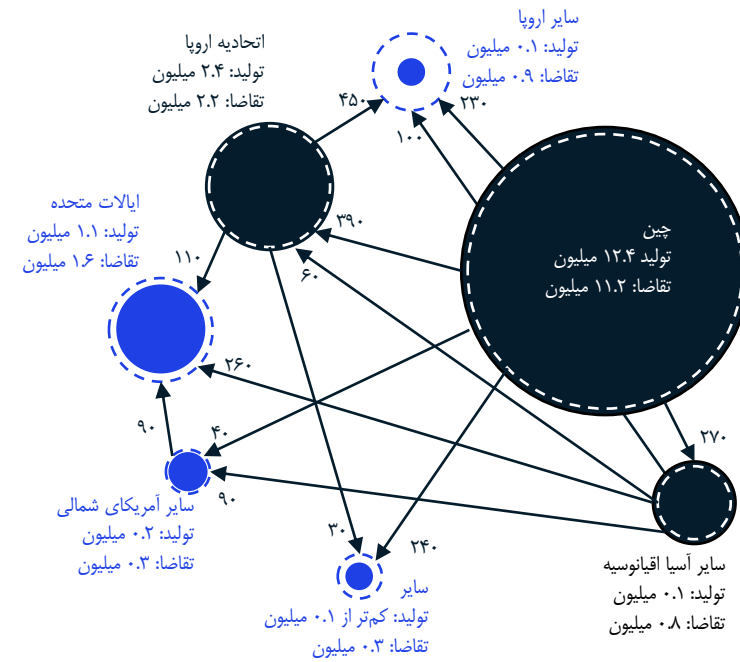 سایر اروپا
تولید: ۰.۱ میلیون
تقاضا: ۰.۹ میلیون
اتحادیه اروپا
تولید: ۲.۴ میلیون
تقاضا: ۲.۲ میلیون
۴۵۰
۲۳۰
۱۰۰
ایالات متحده
تولید: ۱.۱ میلیون
تقاضا: ۱.۶ میلیون
۳۹۰
۱۱۰
۶۰
چین
تولید ۱۲.۴ میلیون
تقاضا: ۱۱.۲ میلیون
۲۶۰
۹۰
۴۰
۲۷۰
۹۰
سایر آمریکای شمالی
تولید: ۰.۲ میلیون
تقاضا: ۰.۳ میلیون
۳۰
۲۴۰
سایر
تولید: کم‌تر از ۰.۱ میلیون
تقاضا: ۰.۳ میلیون
سایر آسیا اقیانوسیه
تولید: ۰.۱ میلیون
تقاضا: ۰.۸ میلیون